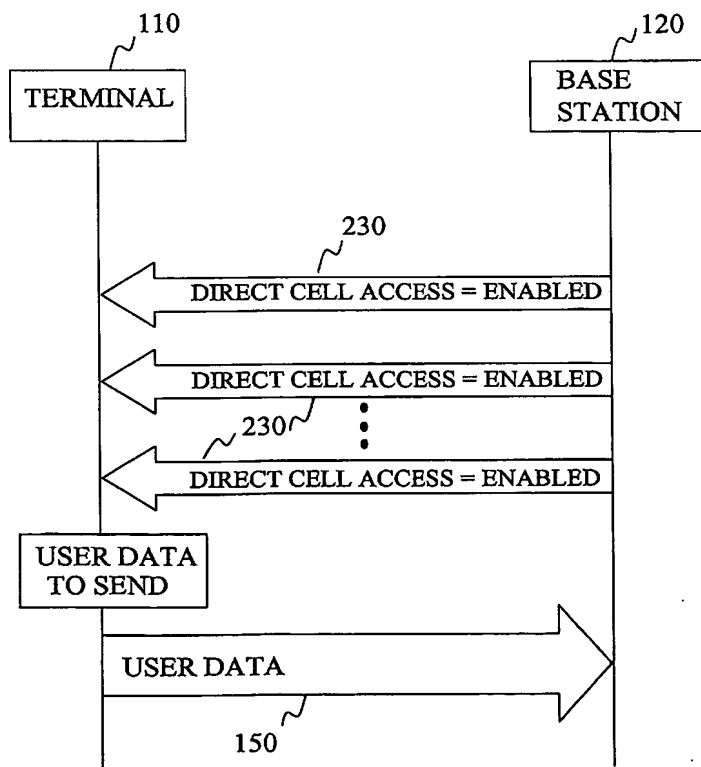 110
120
TERMINAL
BASE
STATION
230
DIRECT CELL ACCESS = ENABLED
DIRECT CELL ACCESS = ENABLED
230
DIRECT CELL ACCESS = ENABLED
USER DATA
TO SEND
USER DATA
150